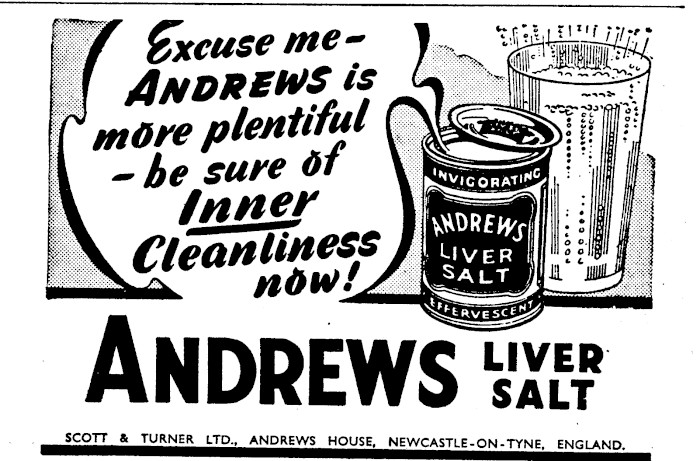 Excuse me-
ANDREWS is
more plentiful
- be sure of
Inner
Cleanliness
now!
INVIGORATING
ANDREWS
LIVER
SALT
EFFERVESCENT
ANDREWS LIVER
SALT
SCOTT & TURNER LTD., ANDREWS HOUSE, NEWCASTLE-ON-TYNE, ENGLAND.